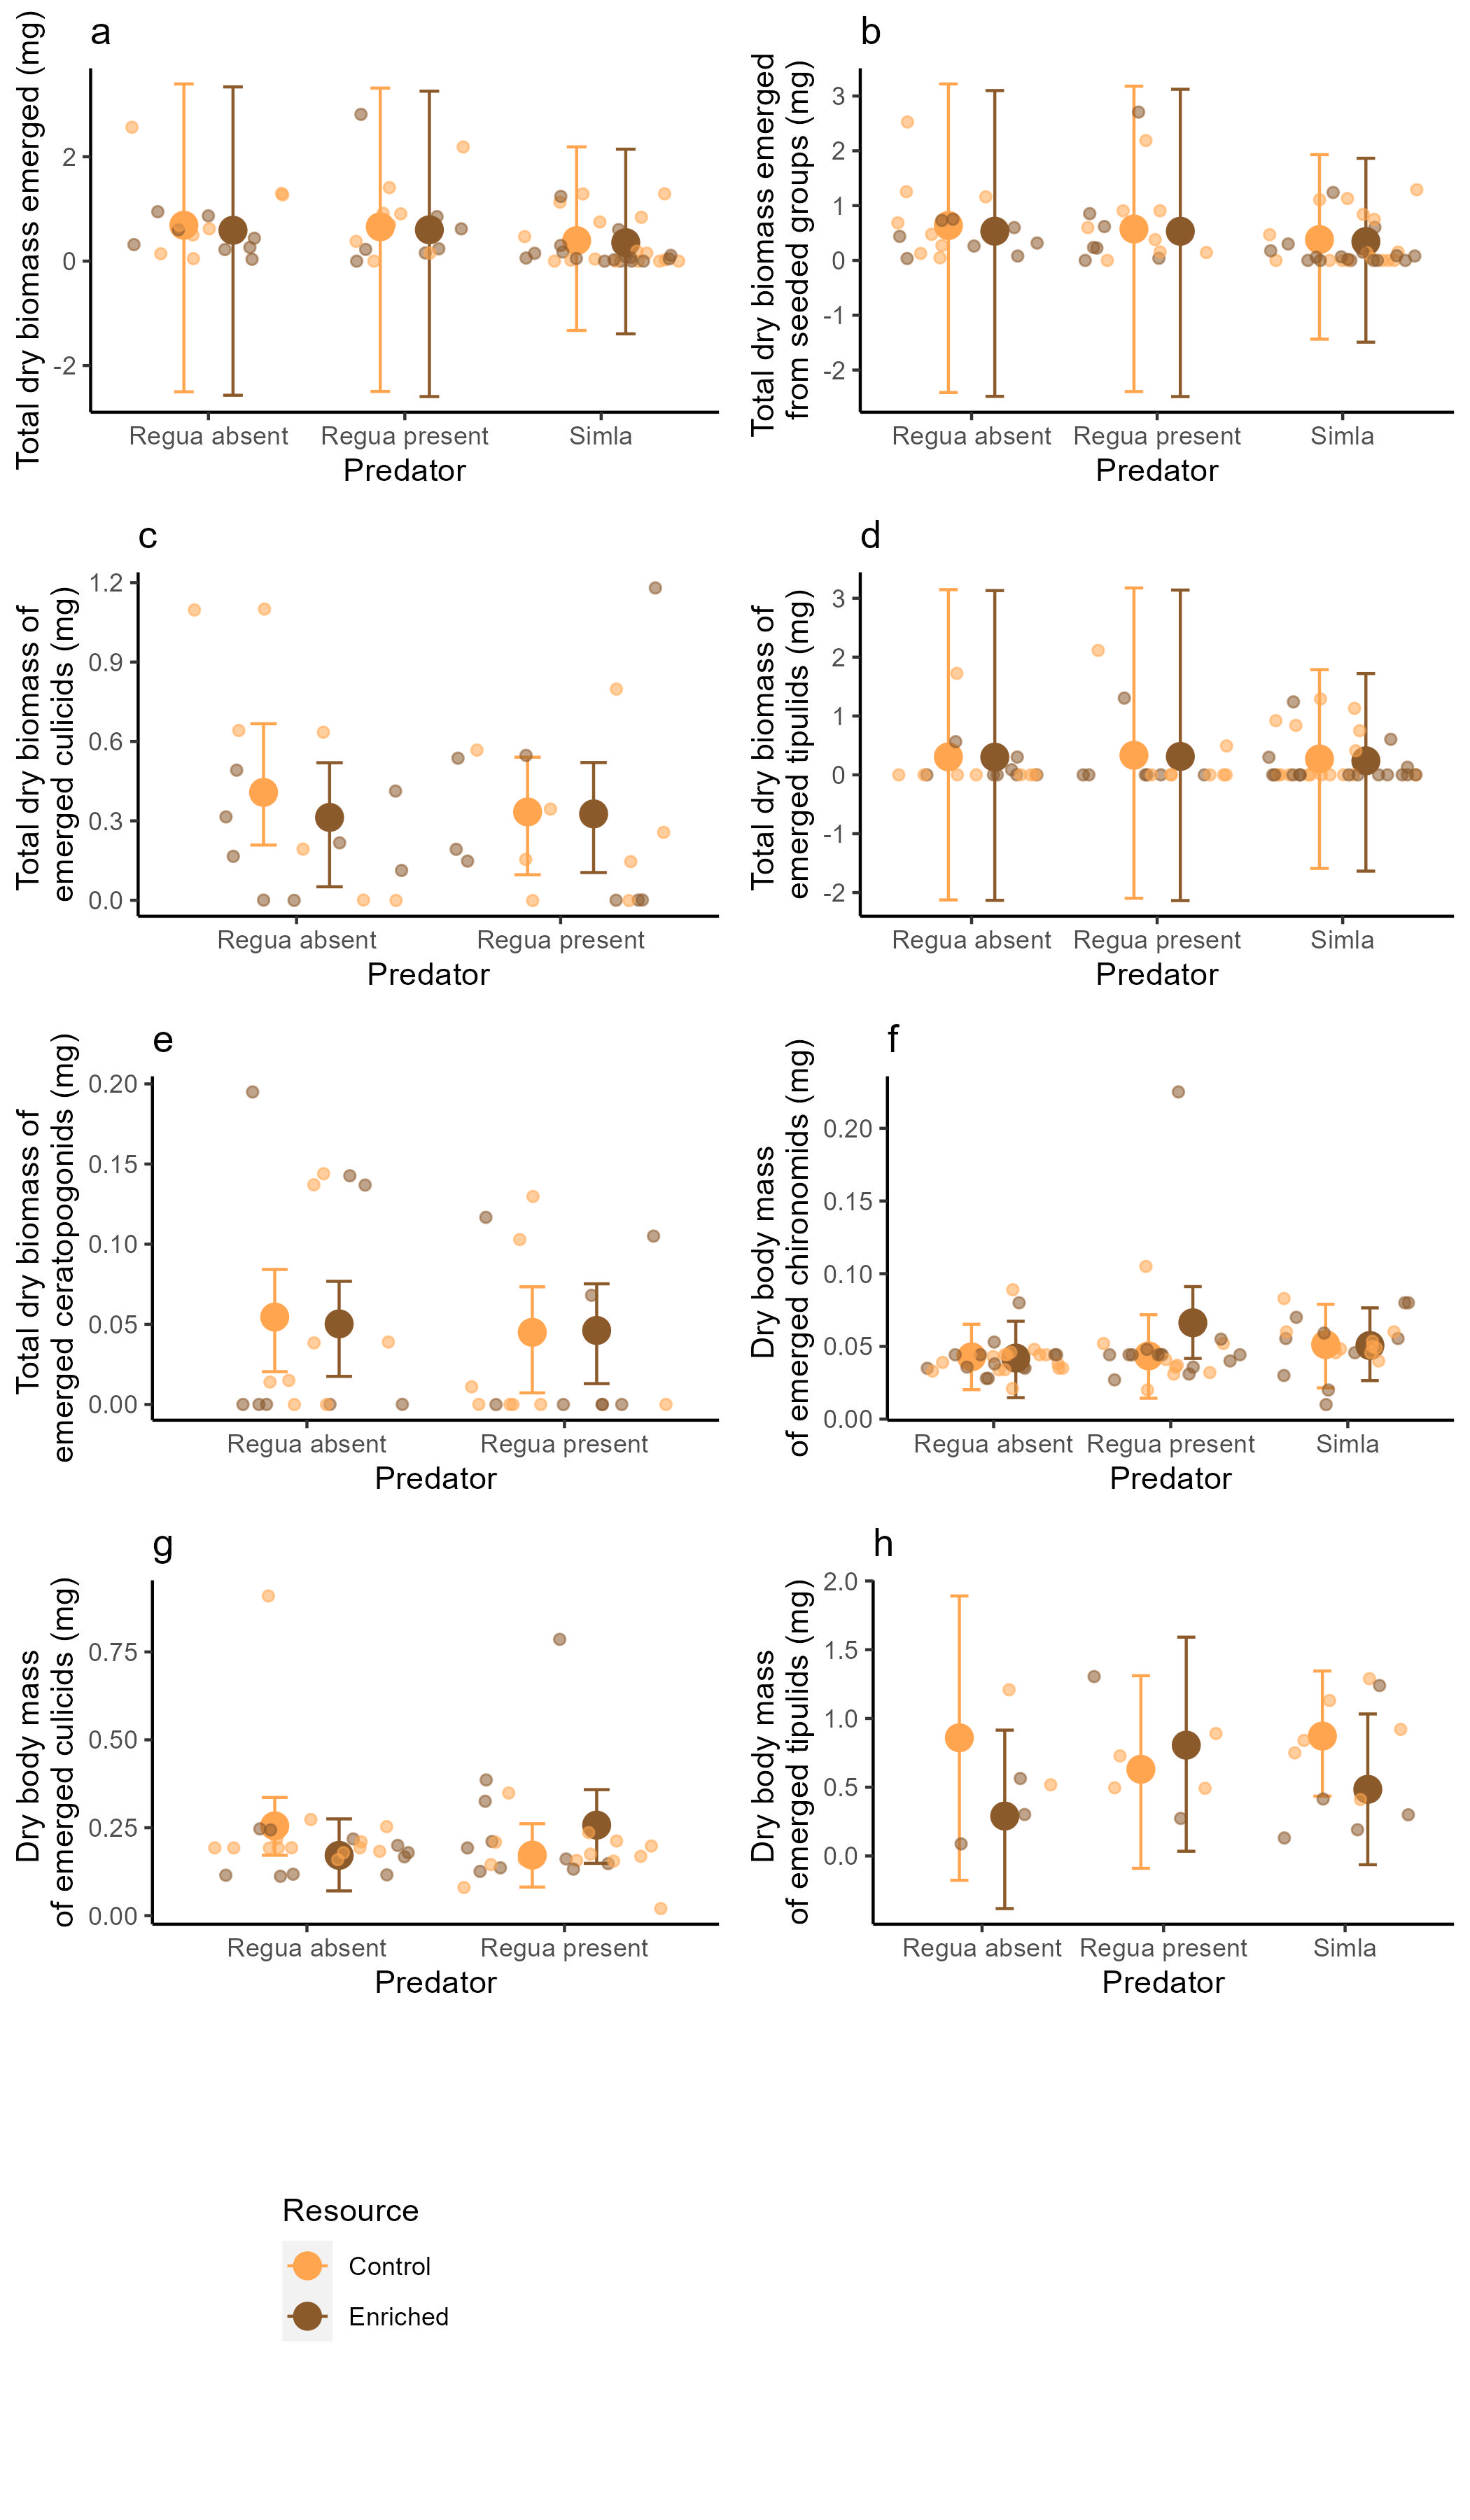 a
Total dry biomass emerged (mg)
2
0
-2
Regua absent
Regua present
Simla
Predator
b
Total dry biomass emerged
from seeded groups (mg)
3
2
1
0
-1
-2
Regua absent
Regua present
Simla
Predator
c
Total dry biomass of
emerged culicids (mg)
1.2
0.9
0.6
0.3
0.0
Regua absent
Regua present
Predator
d
Total dry biomass of
emerged tipulids (mg)
3
2
1
0
-1
-2
Regua absent
Regua present
Simla
Predator
e
Total dry biomass of
emerged ceratopogonids (mg)
0.20
0.15
0.10
0.05
0.00
Regua absent
Regua present
Predator
f
Dry body mass
of emerged chironomids (mg)
0.20
0.15
0.10
0.05
0.00
Regua absent
Regua present
Simla
Predator
g
Dry body mass
of emerged culicids (mg)
0.75
0.50
0.25
0.00
Regua absent
Regua present
Predator
h
Dry body mass
of emerged tipulids (mg)
2.0
1.5
1.0
0.5
0.0
Regua absent
Regua present
Simla
Predator
Resource
Control
Enriched